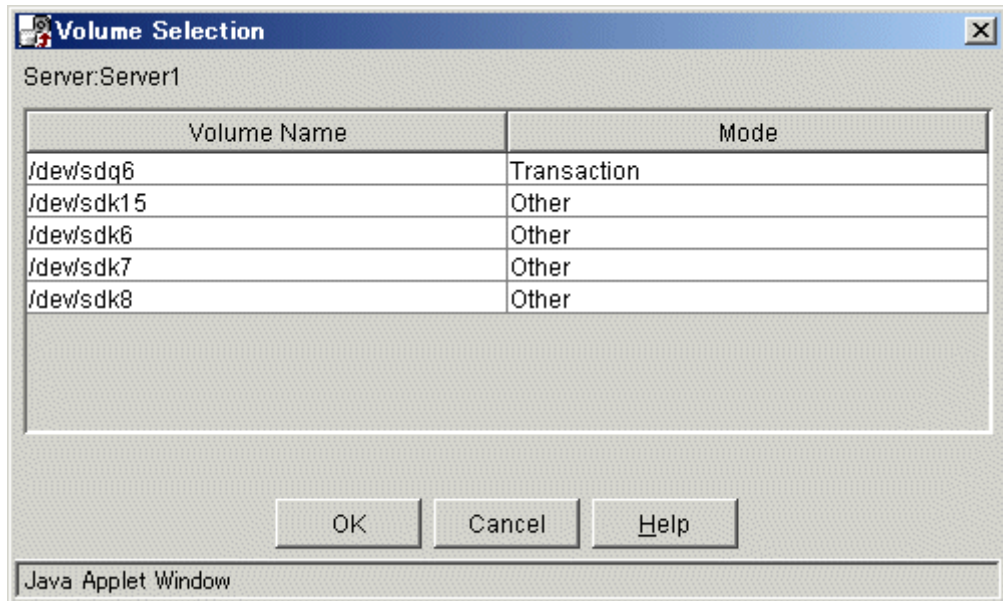 Volume Selection
Server:Server1
Volume Name Mode
/dev/sdq6 Transaction
/dev/sdk15 Other
/dev/sdk6 Other
/dev/sdk7 Other
/dev/sdk8 Other
OK Cancel Help
Java Applet Window